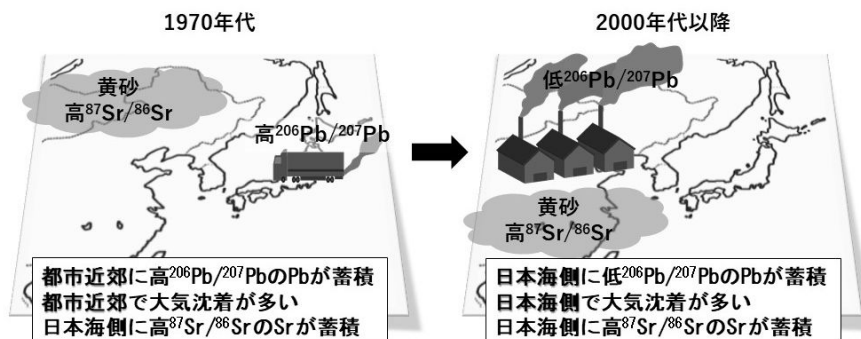 1970年代
黄砂
高⁸⁷Sr/⁸⁶Sr
高²⁰⁶Pb/²⁰⁷Pb
都市近郊に高²⁰⁶Pb/²⁰⁷PbのPbが蓄積
都市近郊で大気沈着が多い
日本海側に高⁸⁷Sr/⁸⁶SrのSrが蓄積
2000年代以降
低²⁰⁶Pb/²⁰⁷Pb
黄砂
高⁸⁷Sr/⁸⁶Sr
日本海側に低²⁰⁶Pb/²⁰⁷PbのPbが蓄積
日本海側で大気沈着が多い
日本海側に高⁸⁷Sr/⁸⁶SrのSrが蓄積